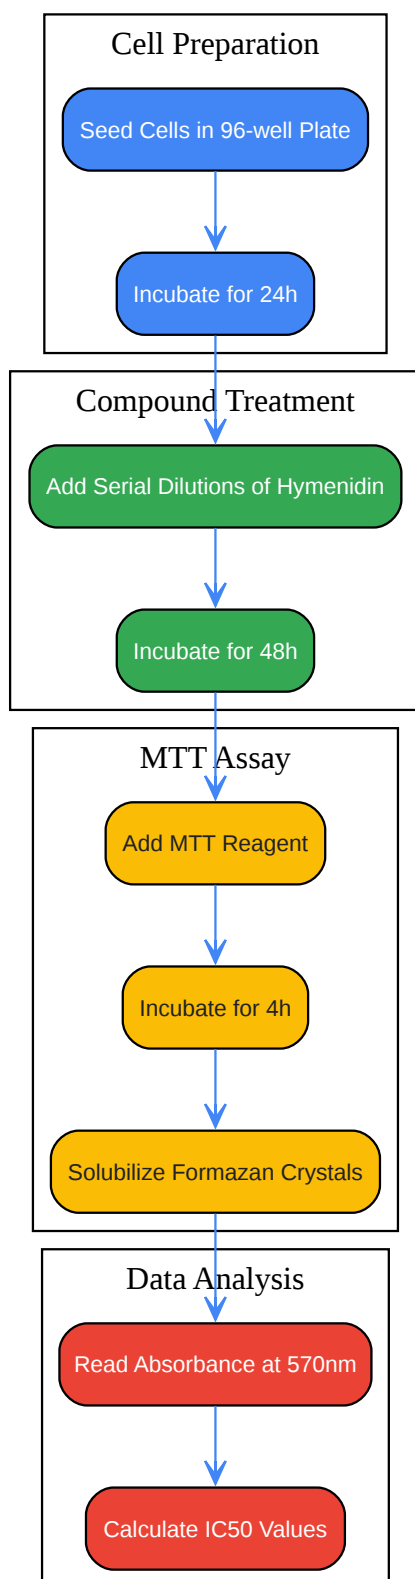 Cell Preparation
Seed Cells in 96-well Plate
Incubate for 24h
Compound Treatment
Add Serial Dilutions of Hymenidin
Incubate for 48h
MTT Assay
Add MTT Reagent
Incubate for 4h
Solubilize Formazan Crystals
Data Analysis
Read Absorbance at 570nm
Calculate IC50 Values